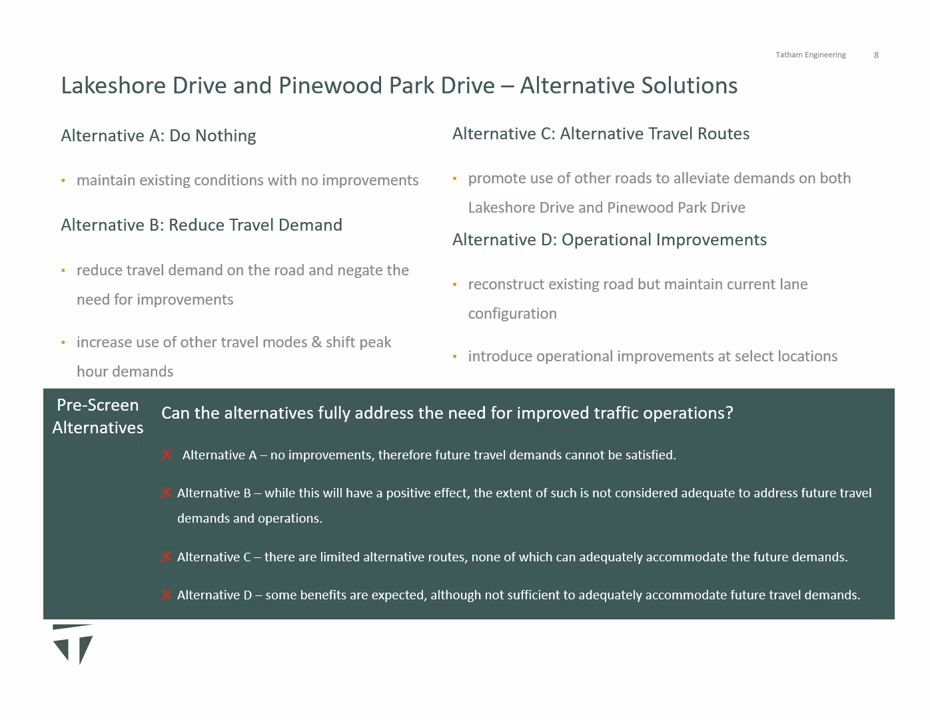 Tatham Engineering 8
Lakeshore Drive and Pinewood Park Drive – Alternative Solutions
Alternative A: Do Nothing
• maintain existing conditions with no improvements
Alternative B: Reduce Travel Demand
• reduce travel demand on the road and negate the
need for improvements
• increase use of other travel modes & shift peak
hour demands
Alternative C: Alternative Travel Routes
• promote use of other roads to alleviate demands on both
Lakeshore Drive and Pinewood Park Drive
Alternative D: Operational Improvements
• reconstruct existing road but maintain current lane
configuration
• introduce operational improvements at select locations
Pre-Screen
Alternatives
Can the alternatives fully address the need for improved traffic operations?
Alternative A – no improvements, therefore future travel demands cannot be satisfied.
Alternative B – while this will have a positive effect, the extent of such is not considered adequate to address future travel
demands and operations.
Alternative C – there are limited alternative routes, none of which can adequately accommodate the future demands.
Alternative D – some benefits are expected, although not sufficient to adequately accommodate future travel demands.